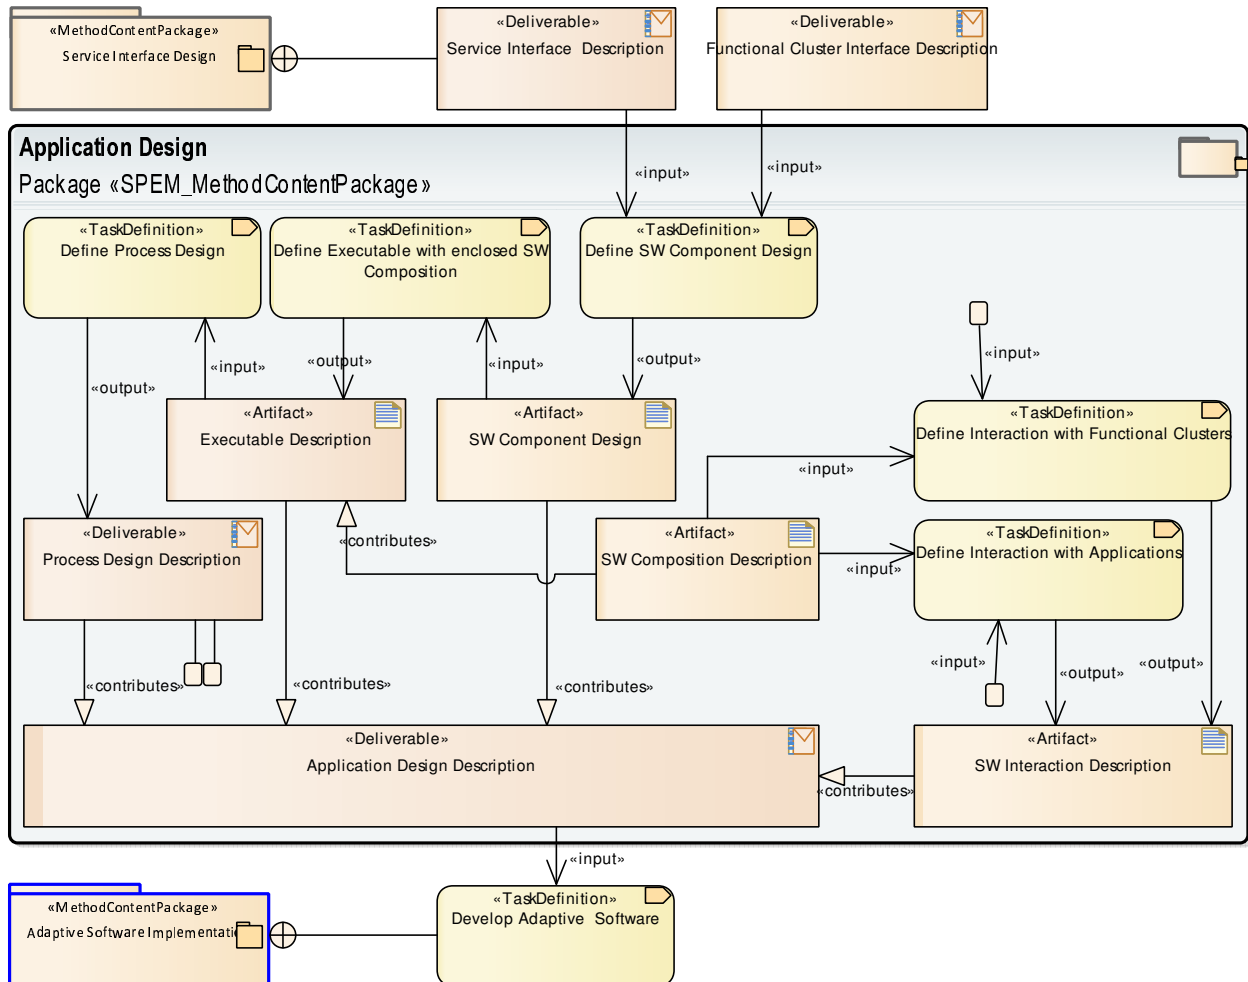 «MethodContentPackage»
Service Interface Design
«Deliverable»
Service Interface Description
«Deliverable»
Functional Cluster Interface Description
Application Design
Package «SPEM_MethodContentPackage»
«input»
«input»
«TaskDefinition»
Define Process Design
«TaskDefinition»
Define Executable with enclosed SW
Composition
«TaskDefinition»
Define SW Component Design
«output»
«input»
«output»
«input»
«output»
«input»
«Artifact»
Executable Description
«Artifact»
SW Component Design
«TaskDefinition»
Define Interaction with Functional Clusters
«input»
«Deliverable»
Process Design Description
«contributes»
«Artifact»
SW Composition Description
«input»
«TaskDefinition»
Define Interaction with Applications
«contributes»
«contributes»
«contributes»
«input»
«output»
«output»
«Deliverable»
Application Design Description
«contributes»
«Artifact»
SW Interaction Description
«input»
«MethodContentPackage»
Adaptive Software Implementati
«TaskDefinition»
Develop Adaptive Software